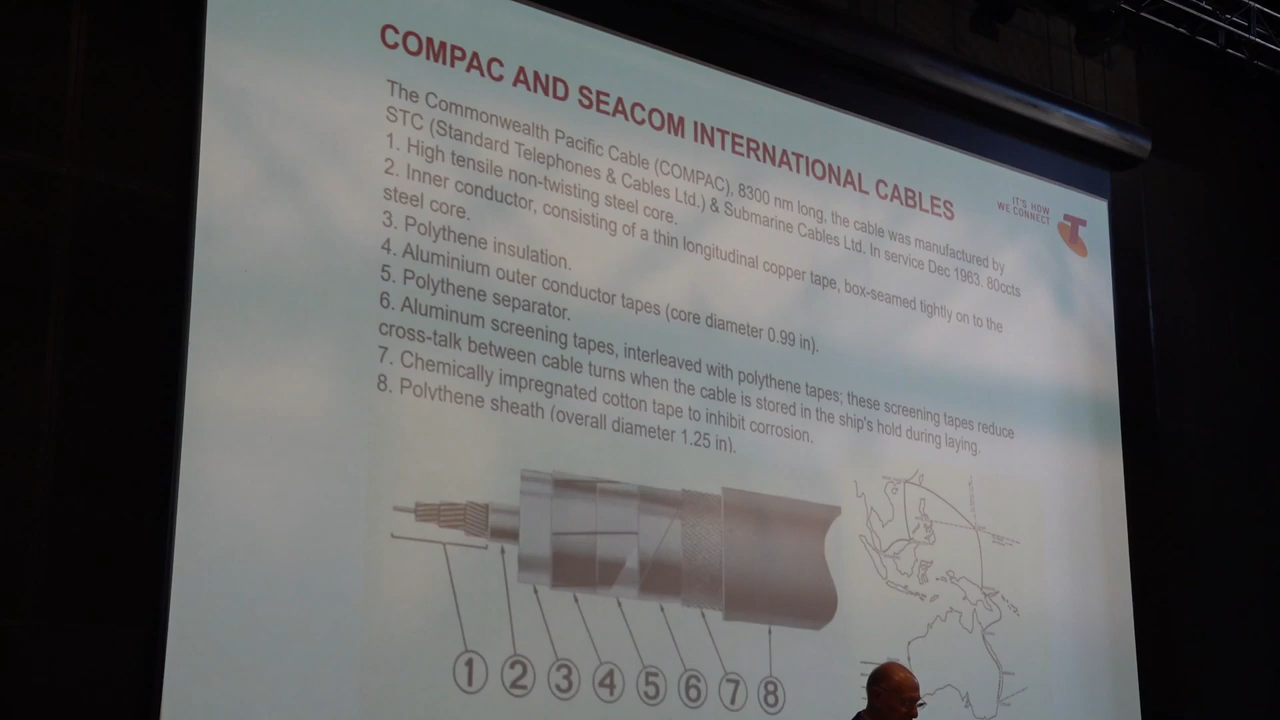 COMPAC AND SEACOM INTERNATIONAL CABLES
IT'S HOW
WE CONNECT
T
The Commonwealth Pacific Cable (COMPAC), 8300 nm long, the cable was manufactured by
STC (Standard Telephones & Cables Ltd.) & Submarine Cables Ltd. In service Dec 1963. 80ccts
1. High tensile non-twisting steel core.
2. Inner conductor, consisting of a thin longitudinal copper tape, box-seamed tightly on to the
steel core.
3. Polythene insulation.
4. Aluminium outer conductor tapes (core diameter 0.99 in).
5. Polythene separator.
6. Aluminum screening tapes, interleaved with polythene tapes; these screening tapes reduce
cross-talk between cable turns when the cable is stored in the ship's hold during laying.
7. Chemically impregnated cotton tape to inhibit corrosion.
8. Polythene sheath (overall diameter 1.25 in).
1 2 3 4 5 6 7 8